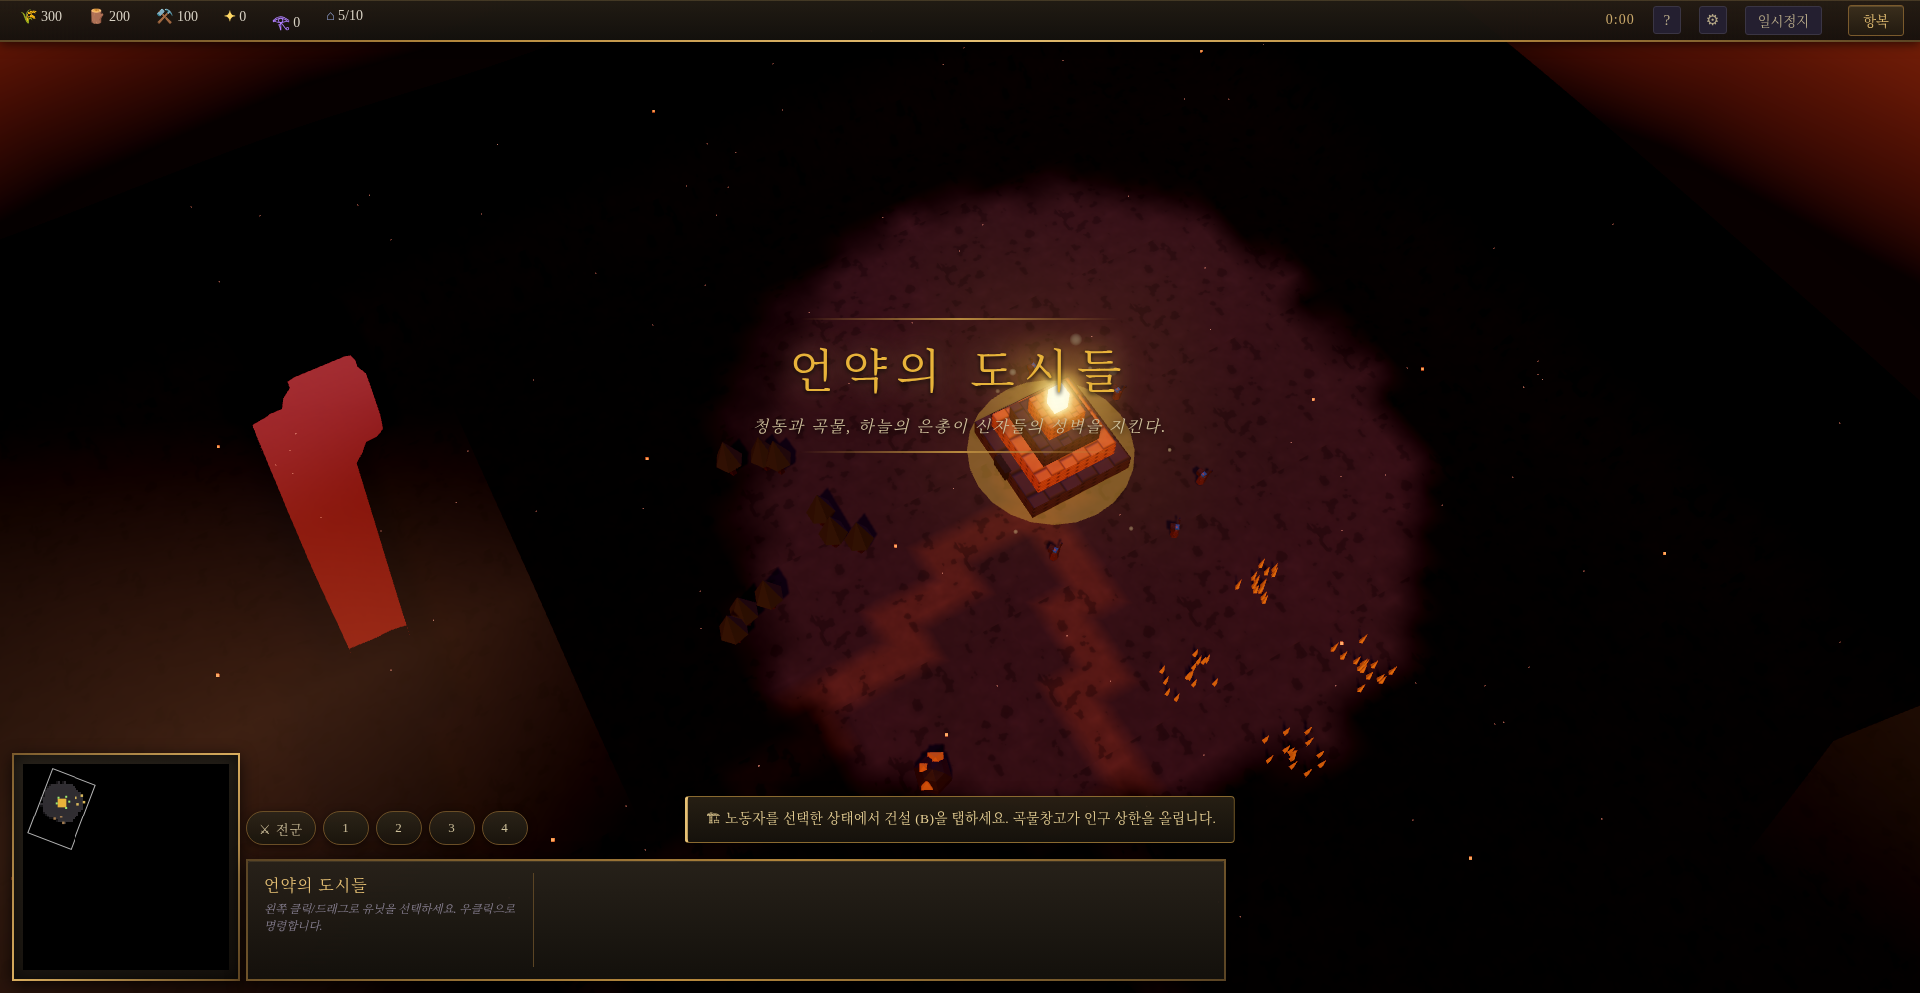 300 200 100 0 0 5/10 0:00 ? 일시정지 항복
언약의 도시들
청동과 곡물, 하늘의 은총이 신자들의 성벽을 지킨다.
노동자를 선택한 상태에서 건설 (B)을 탭하세요. 곡물창고가 인구 상한을 올립니다.
전군 1 2 3 4
언약의 도시들
왼쪽 클릭/드래그로 유닛을 선택하세요. 우클릭으로
명령합니다.